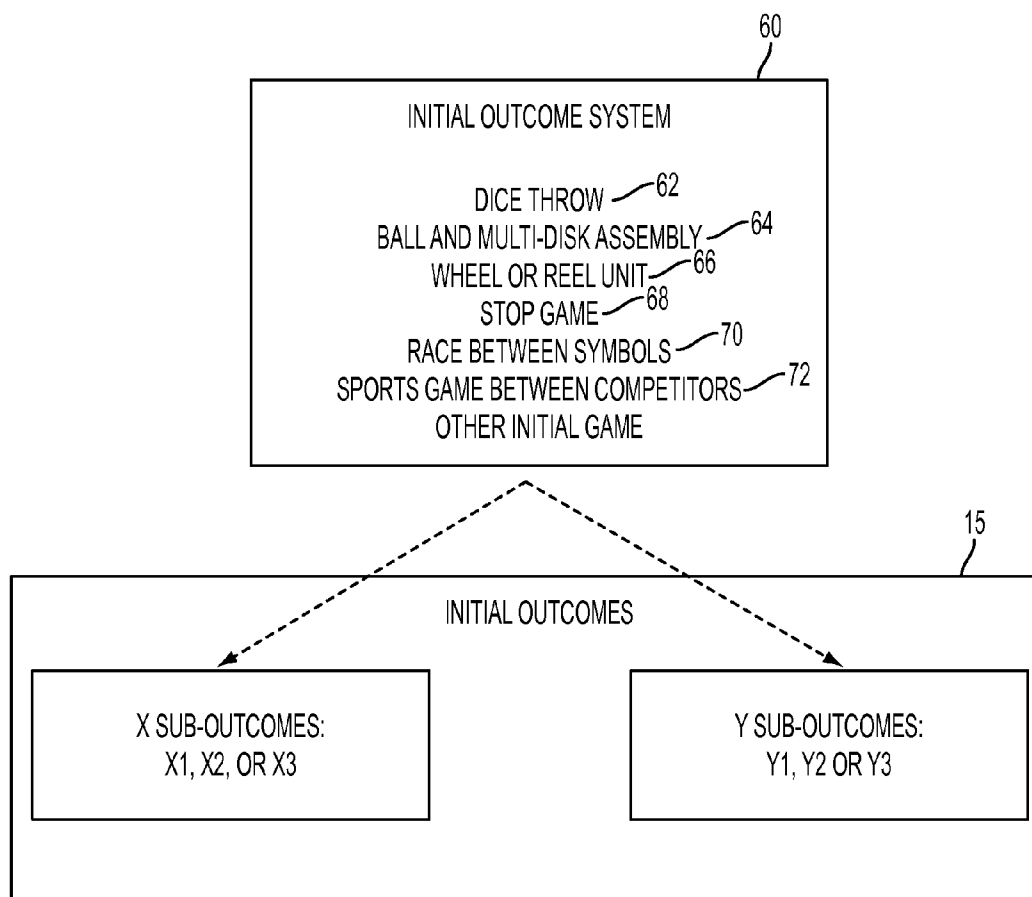 60
INITIAL OUTCOME SYSTEM
DICE THROW 62
BALL AND MULTI-DISK ASSEMBLY 64
WHEEL OR REEL UNIT 66
STOP GAME 68
RACE BETWEEN SYMBOLS 70
SPORTS GAME BETWEEN COMPETITORS 72
OTHER INITIAL GAME
15
INITIAL OUTCOMES
X SUB-OUTCOMES:
X1, X2, OR X3
Y SUB-OUTCOMES:
Y1, Y2 OR Y3